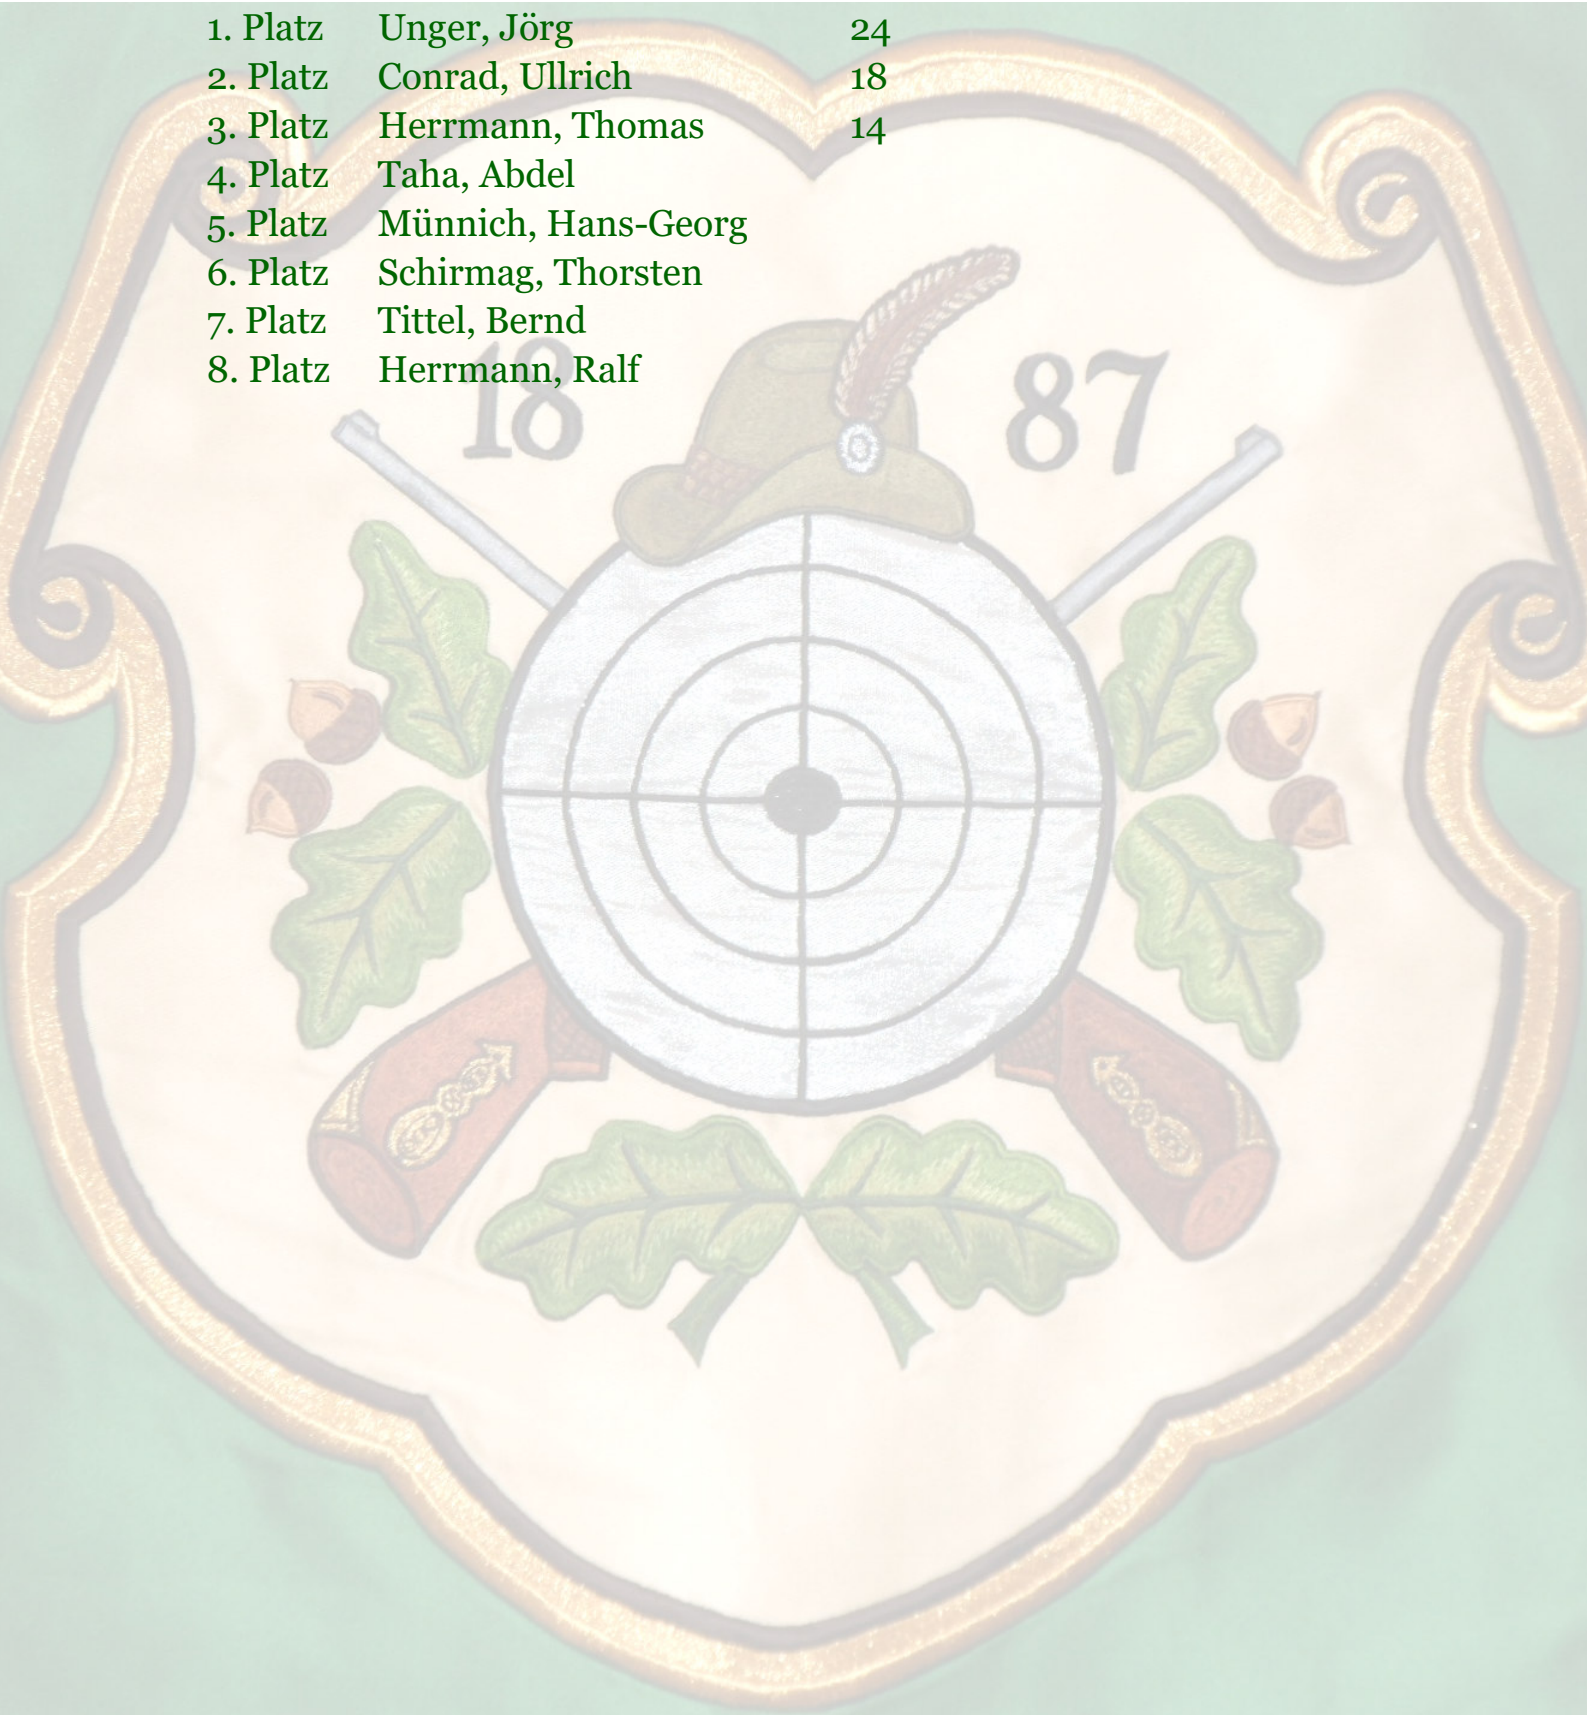 1. Platz Unger, Jörg 24
2. Platz Conrad, Ullrich 18
3. Platz Herrmann, Thomas 14
4. Platz Taha, Abdel
5. Platz Münnich, Hans-Georg
6. Platz Schirmag, Thorsten
7. Platz Tittel, Bernd
8. Platz Herrmann, Ralf
18 87